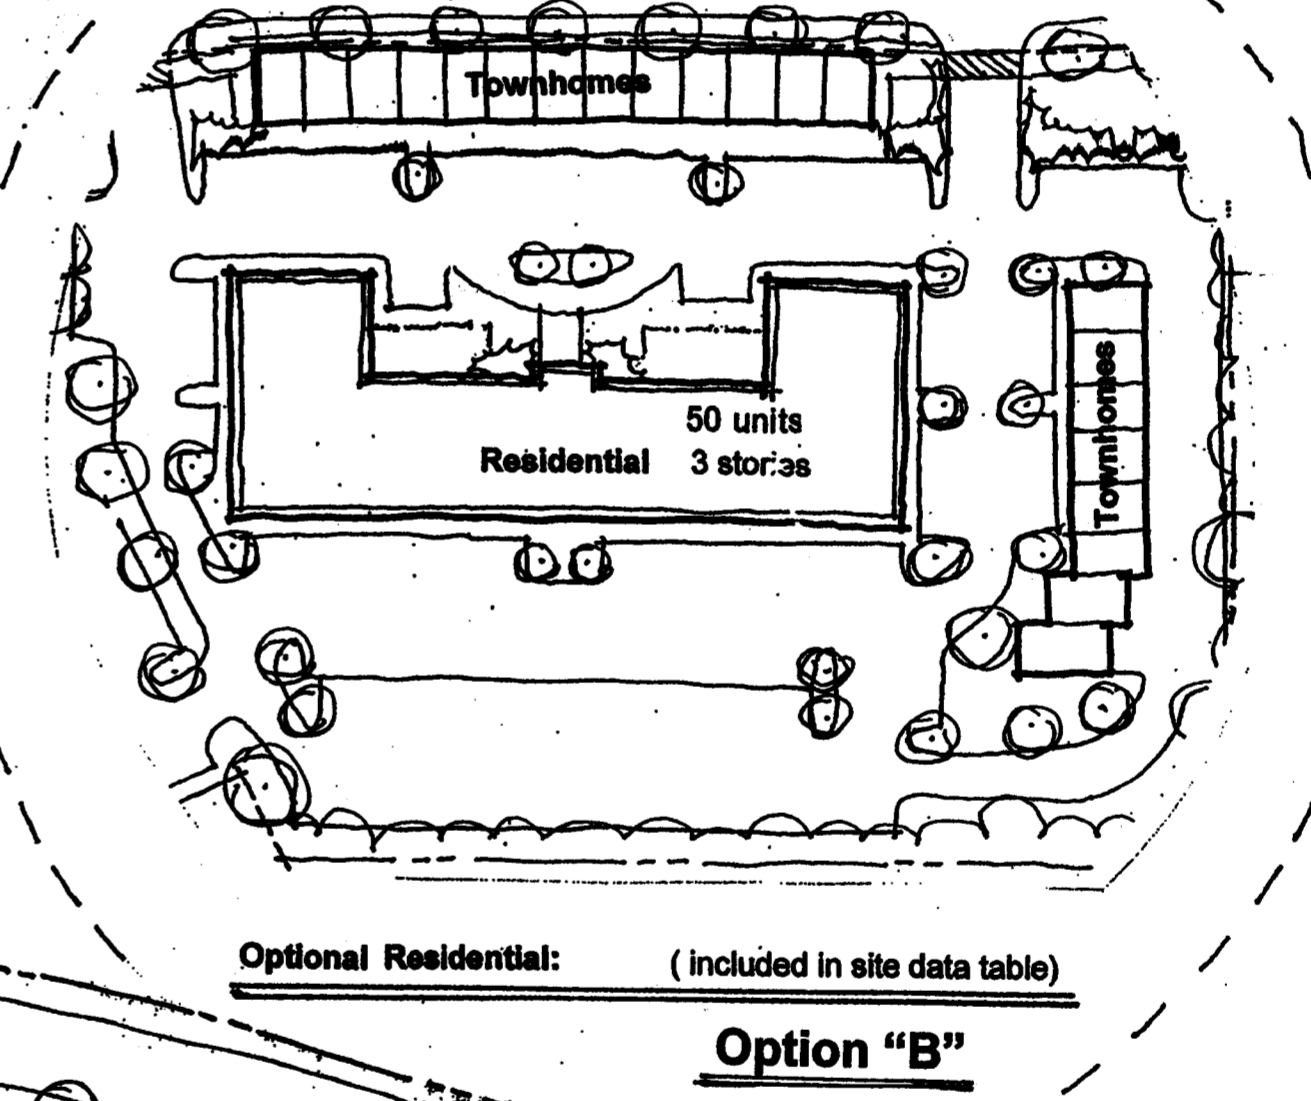 Townhomes
50 units
Residential 3 stories
Townhomes
Optional Residential: ( included in site data table)
Option “B”